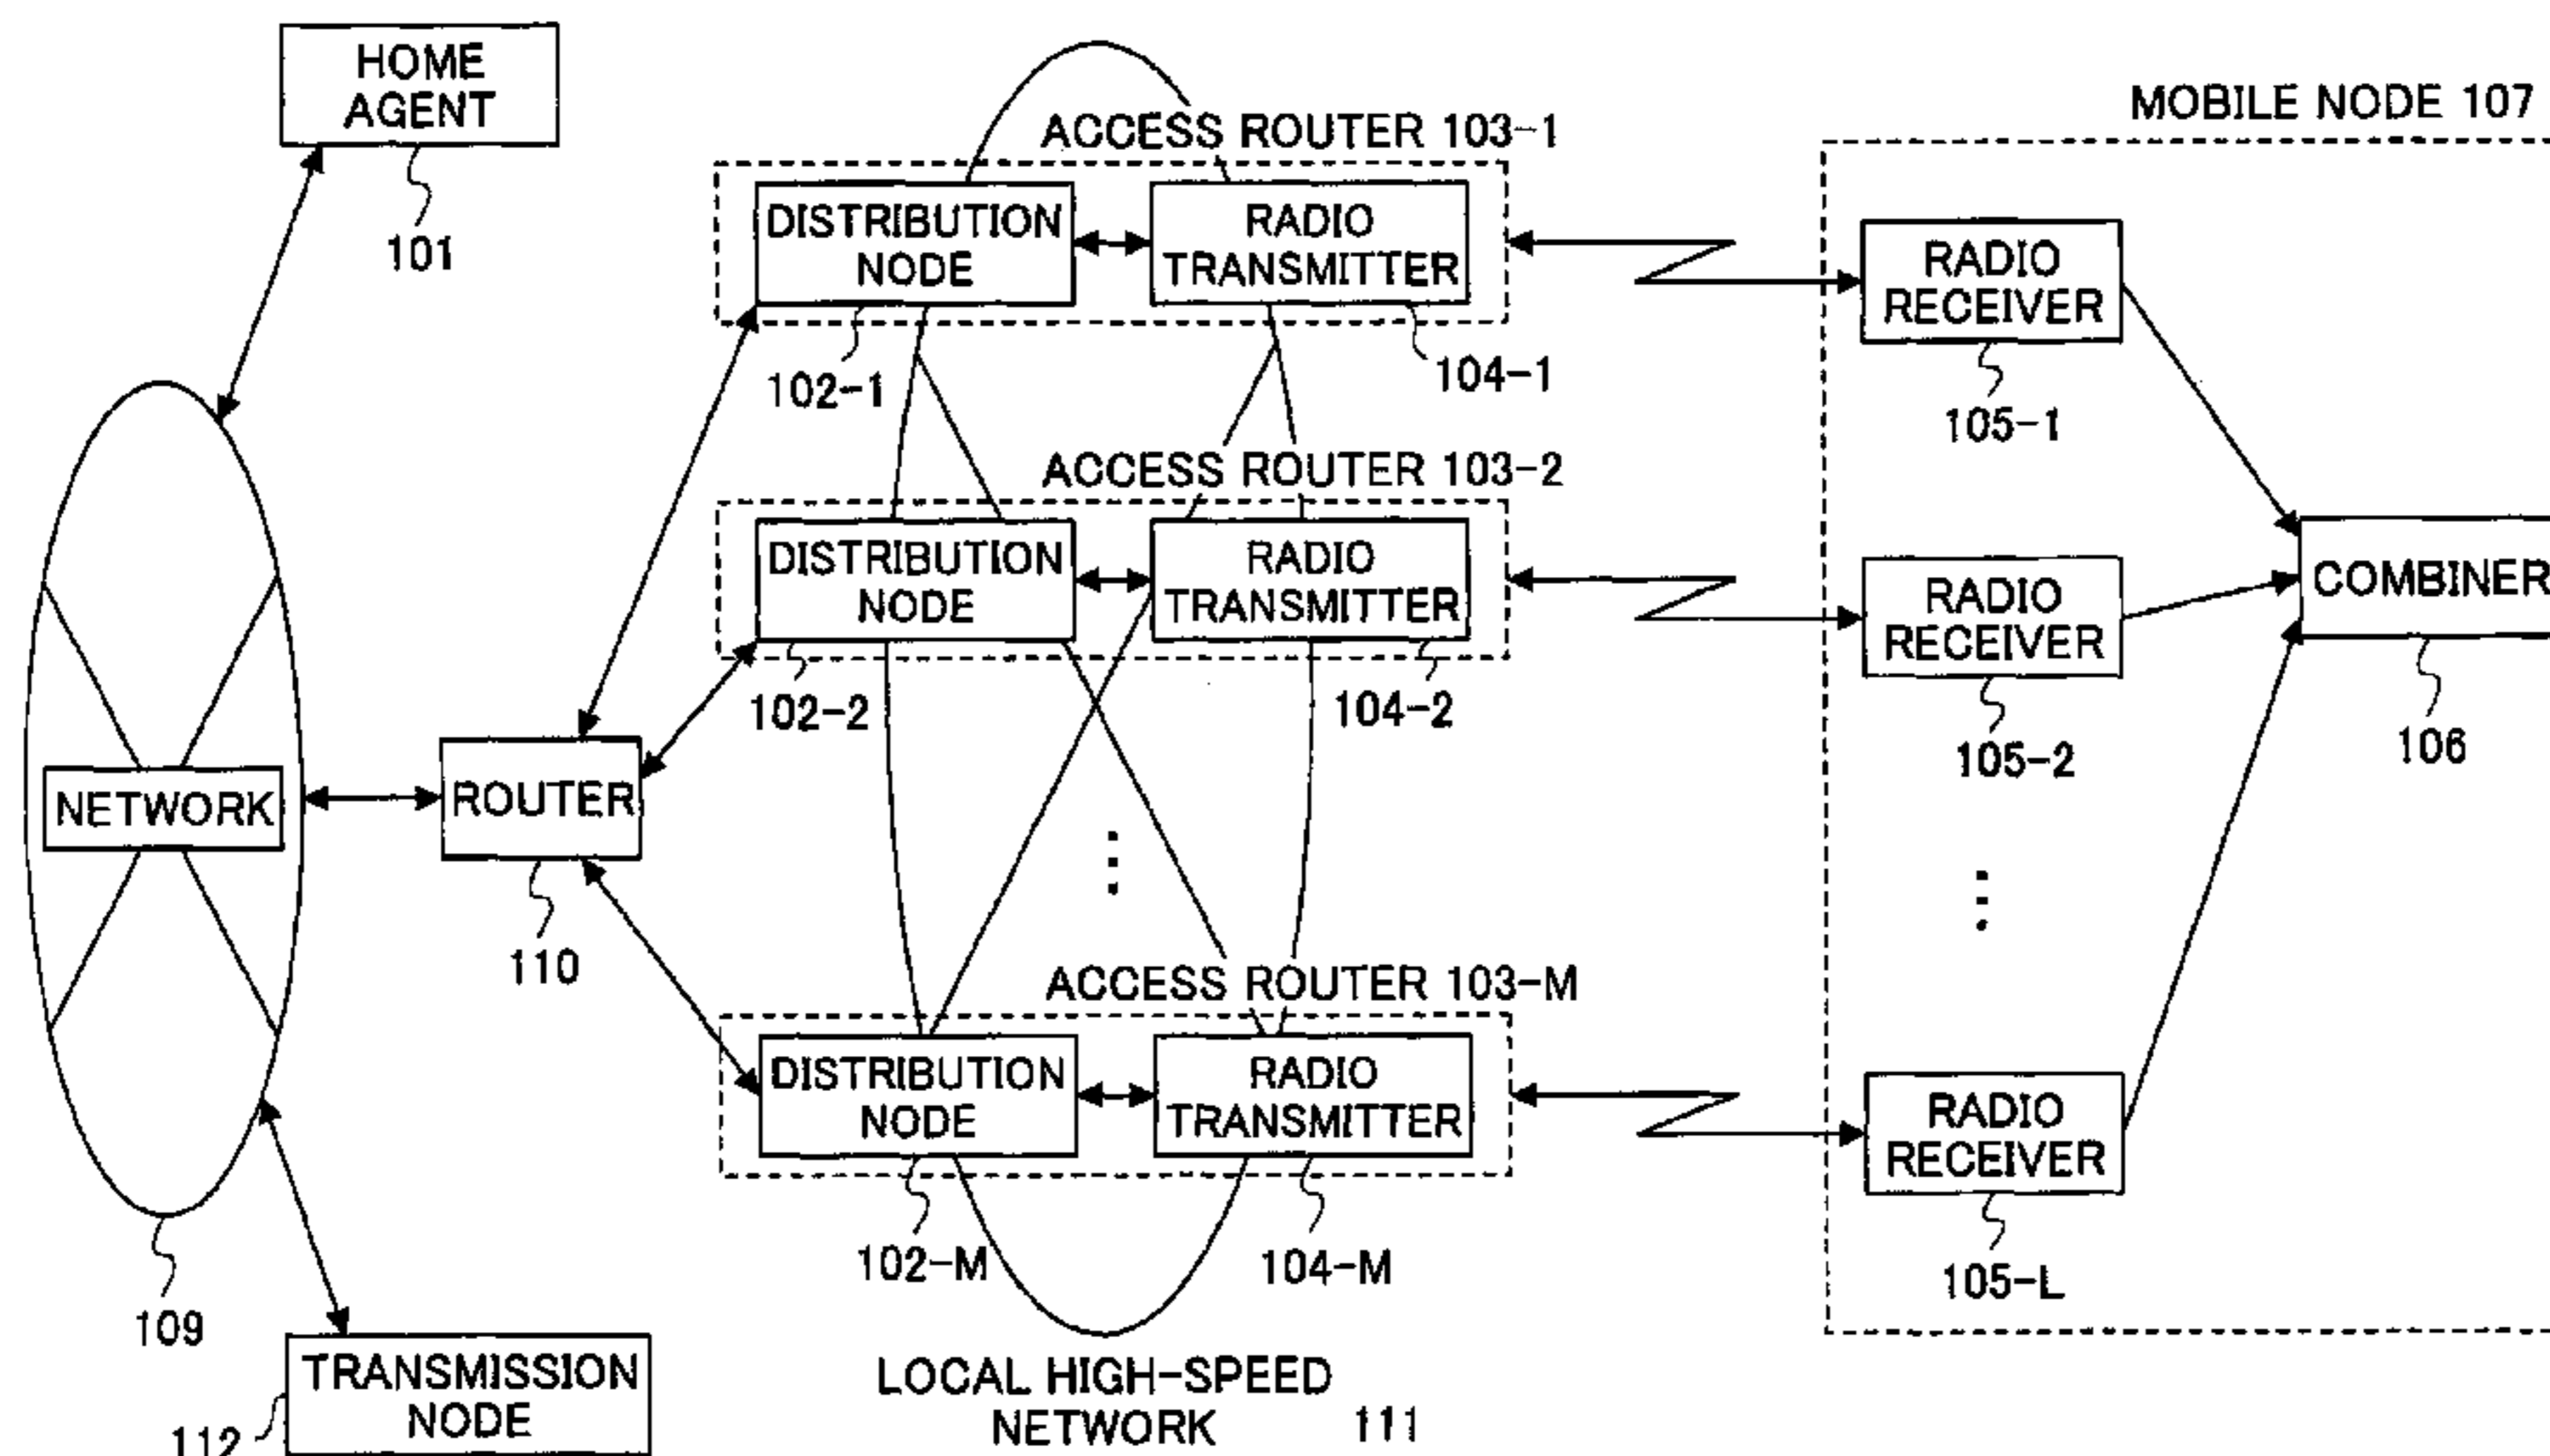 HOME
AGENT
101
MOBILE NODE 107
ACCESS ROUTER 103-1
DISTRIBUTION
NODE
RADIO
TRANSMITTER
102-1
104-1
RADIO
RECEIVER
105-1
ACCESS ROUTER 103-2
DISTRIBUTION
NODE
RADIO
TRANSMITTER
102-2
104-2
RADIO
RECEIVER
105-2
COMBINER
106
NETWORK
ROUTER
110
ACCESS ROUTER 103-M
DISTRIBUTION
NODE
RADIO
TRANSMITTER
102-M
104-M
RADIO
RECEIVER
105-L
109
TRANSMISSION
NODE
112
LOCAL HIGH-SPEED
NETWORK 111